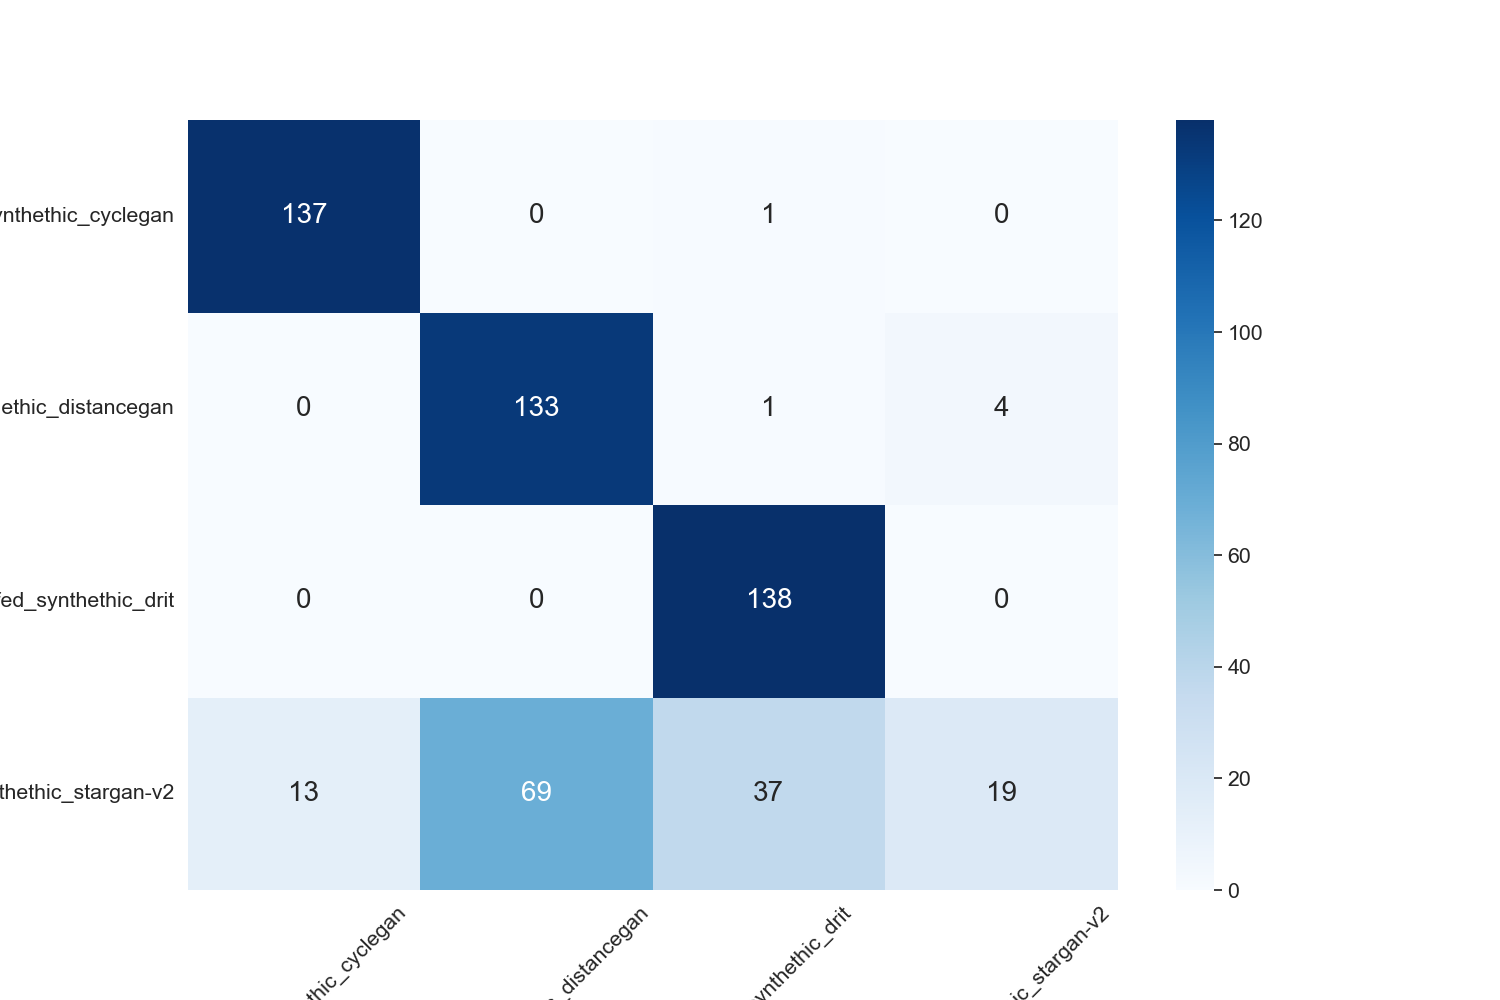 ynthethic_cyclegan 137 0 1 0
ethic_distancegan 0 133 1 4
fed_synthethic_drit 0 0 138 0
thethic_stargan-v2 13 69 37 19
thic_cyclegan
_distancegan
ynthethic_drit
ic_stargan-v2
120
100
80
60
40
20
0